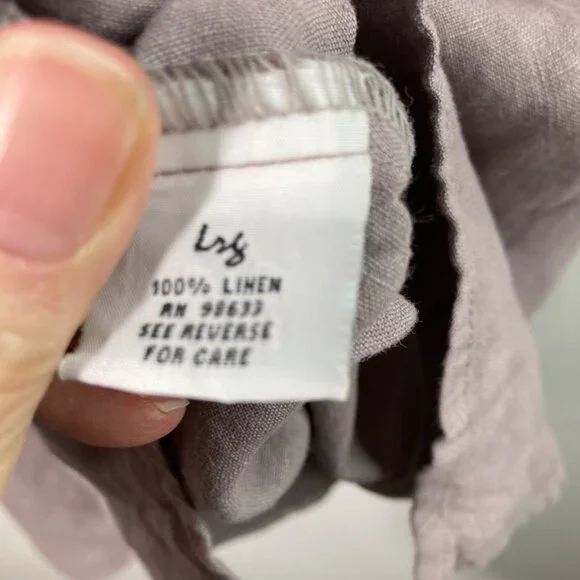 Lrg
100% LINEN
RN 98633
SEE REVERSE
FOR CARE